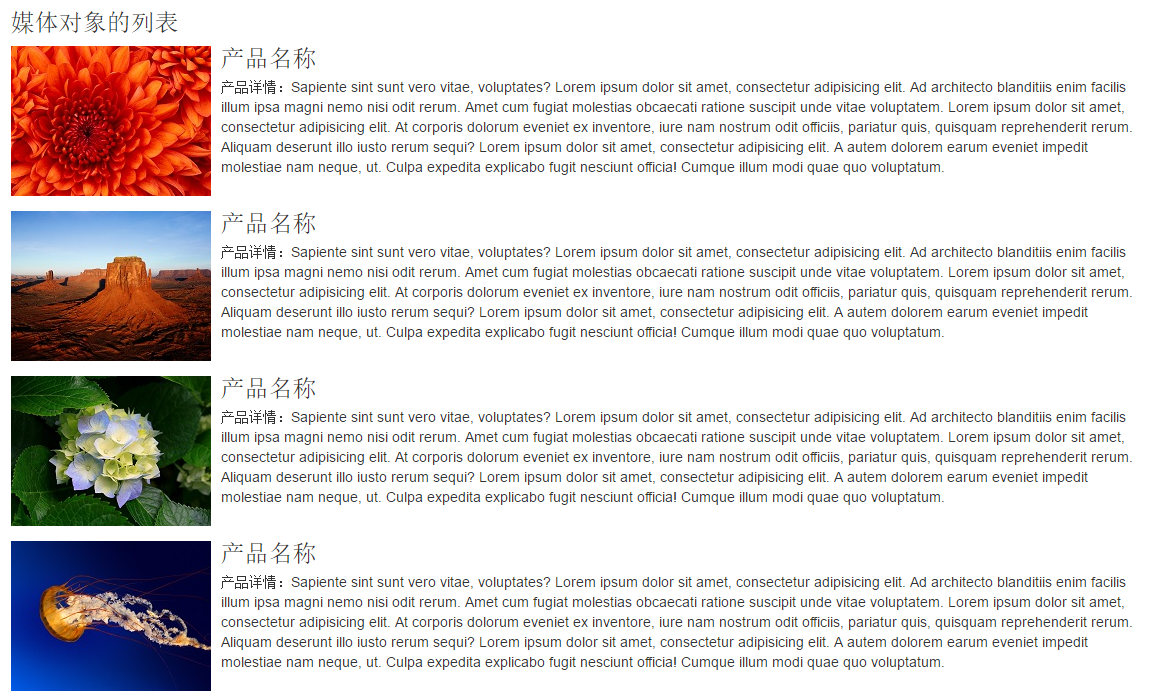 媒体对象的列表
产品名称
产品详情：Sapiente sint sunt vero vitae, voluptates? Lorem ipsum dolor sit amet, consectetur adipisicing elit. Ad architecto blanditiis enim facilis
illum ipsa magni nemo nisi odit rerum. Amet cum fugiat molestias obcaecati ratione suscipit unde vitae voluptatem. Lorem ipsum dolor sit amet,
consectetur adipisicing elit. At corporis dolorum eveniet ex inventore, iure nam nostrum odit officiis, pariatur quis, quisquam reprehenderit rerum.
Aliquam deserunt illo iusto rerum sequi? Lorem ipsum dolor sit amet, consectetur adipisicing elit. A autem dolorem earum eveniet impedit
molestiae nam neque, ut. Culpa expedita explicabo fugit nesciunt officia! Cumque illum modi quae quo voluptatum.
产品名称
产品详情：Sapiente sint sunt vero vitae, voluptates? Lorem ipsum dolor sit amet, consectetur adipisicing elit. Ad architecto blanditiis enim facilis
illum ipsa magni nemo nisi odit rerum. Amet cum fugiat molestias obcaecati ratione suscipit unde vitae voluptatem. Lorem ipsum dolor sit amet,
consectetur adipisicing elit. At corporis dolorum eveniet ex inventore, iure nam nostrum odit officiis, pariatur quis, quisquam reprehenderit rerum.
Aliquam deserunt illo iusto rerum sequi? Lorem ipsum dolor sit amet, consectetur adipisicing elit. A autem dolorem earum eveniet impedit
molestiae nam neque, ut. Culpa expedita explicabo fugit nesciunt officia! Cumque illum modi quae quo voluptatum.
产品名称
产品详情：Sapiente sint sunt vero vitae, voluptates? Lorem ipsum dolor sit amet, consectetur adipisicing elit. Ad architecto blanditiis enim facilis
illum ipsa magni nemo nisi odit rerum. Amet cum fugiat molestias obcaecati ratione suscipit unde vitae voluptatem. Lorem ipsum dolor sit amet,
consectetur adipisicing elit. At corporis dolorum eveniet ex inventore, iure nam nostrum odit officiis, pariatur quis, quisquam reprehenderit rerum.
Aliquam deserunt illo iusto rerum sequi? Lorem ipsum dolor sit amet, consectetur adipisicing elit. A autem dolorem earum eveniet impedit
molestiae nam neque, ut. Culpa expedita explicabo fugit nesciunt officia! Cumque illum modi quae quo voluptatum.
产品名称
产品详情：Sapiente sint sunt vero vitae, voluptates? Lorem ipsum dolor sit amet, consectetur adipisicing elit. Ad architecto blanditiis enim facilis
illum ipsa magni nemo nisi odit rerum. Amet cum fugiat molestias obcaecati ratione suscipit unde vitae voluptatem. Lorem ipsum dolor sit amet,
consectetur adipisicing elit. At corporis dolorum eveniet ex inventore, iure nam nostrum odit officiis, pariatur quis, quisquam reprehenderit rerum.
Aliquam deserunt illo iusto rerum sequi? Lorem ipsum dolor sit amet, consectetur adipisicing elit. A autem dolorem earum eveniet impedit
molestiae nam neque, ut. Culpa expedita explicabo fugit nesciunt officia! Cumque illum modi quae quo voluptatum.